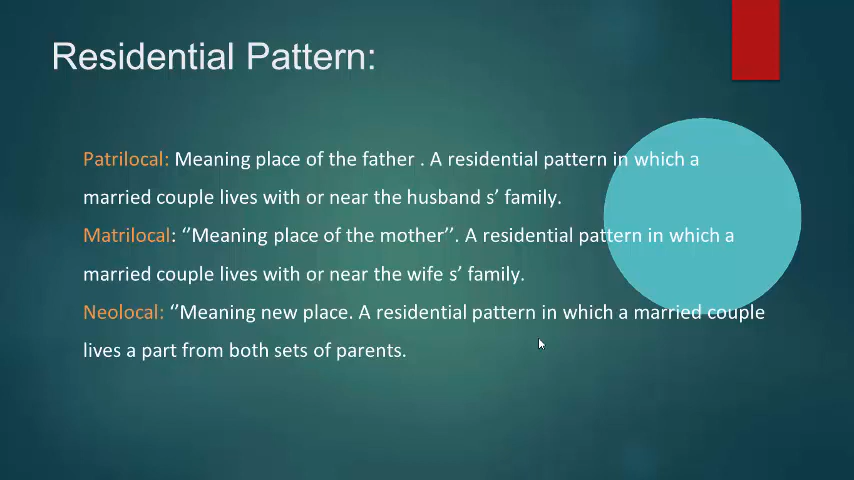 Residential Pattern:
Patrilocal: Meaning place of the father . A residential pattern in which a
married couple lives with or near the husband s’ family.
Matrilocal: ‘’Meaning place of the mother’’. A residential pattern in which a
married couple lives with or near the wife s’ family.
Neolocal: ‘’Meaning new place. A residential pattern in which a married couple
lives a part from both sets of parents.